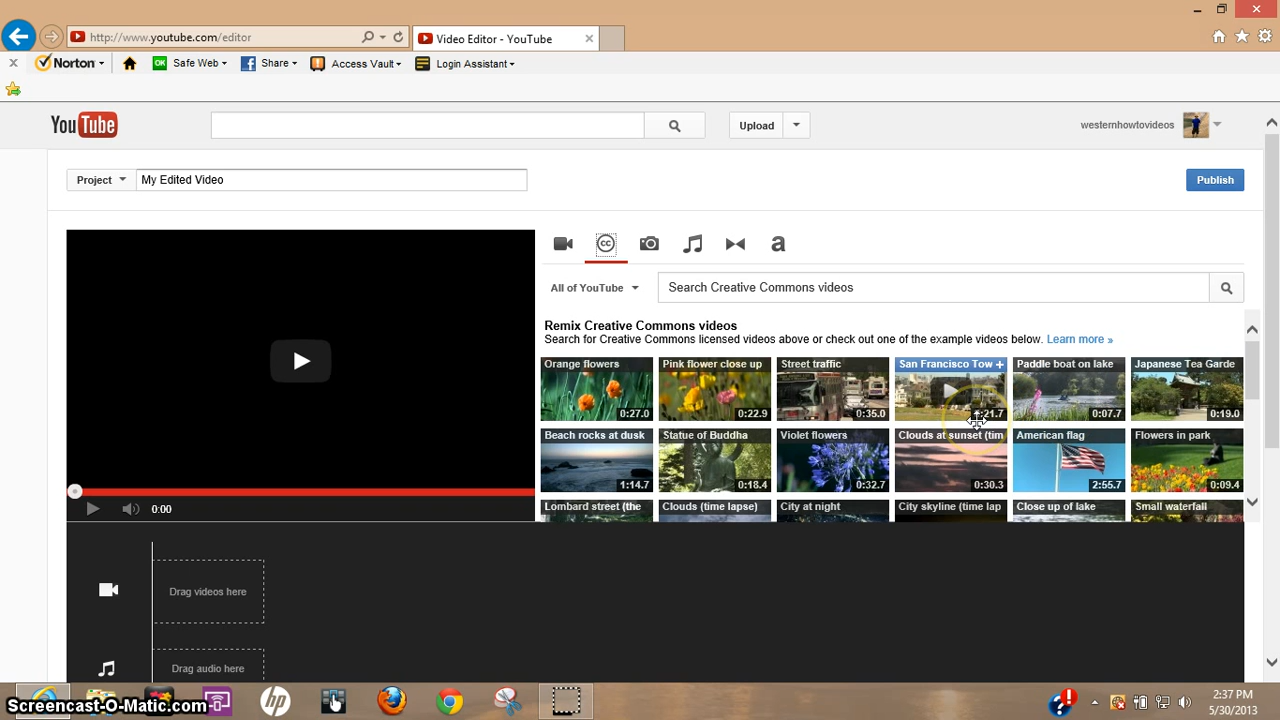 http://www.youtube.com/editor
Video Editor - YouTube
Norton
Safe Web
Share
Access Vault
Login Assistant
YouTube
Upload
westernhowtovideos
Project
My Edited Video
Publish
All of YouTube
Search Creative Commons videos
Remix Creative Commons videos
Search for Creative Commons licensed videos above or check out one of the example videos below. Learn more »
Orange flowers
Pink flower close up
Street traffic
San Francisco Tow +
Paddle boat on lake
Japanese Tea Garde
0:27.0
0:22.9
0:35.0
0:21.7
0:07.7
0:19.0
Beach rocks at dusk
Statue of Buddha
Violet flowers
Clouds at sunset (tim
American flag
Flowers in park
1:14.7
0:18.4
0:32.7
0:30.3
2:55.7
0:09.4
Lombard street (the
Clouds (time lapse)
City at night
City skyline (time lap
Close up of lake
Small waterfall
0:00
Drag videos here
Drag audio here
Screencast-O-Matic.com
hp
2:37 PM
5/30/2013